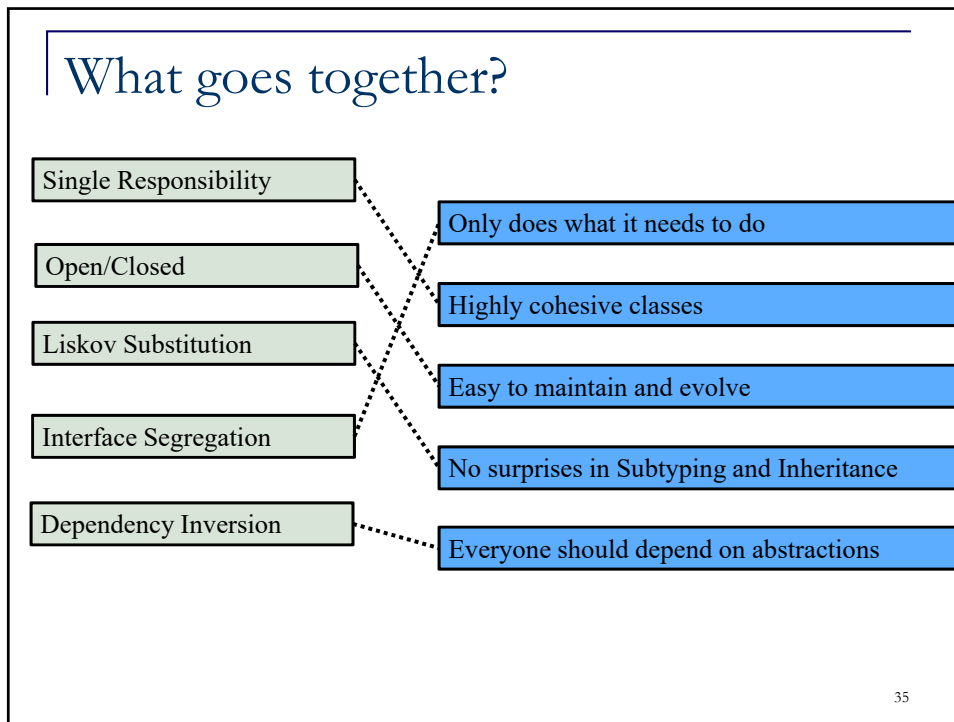 What goes together?
Single Responsibility
Open/Closed
Liskov Substitution
Interface Segregation
Dependency Inversion
Only does what it needs to do
Highly cohesive classes
Easy to maintain and evolve
No surprises in Subtyping and Inheritance
Everyone should depend on abstractions
35